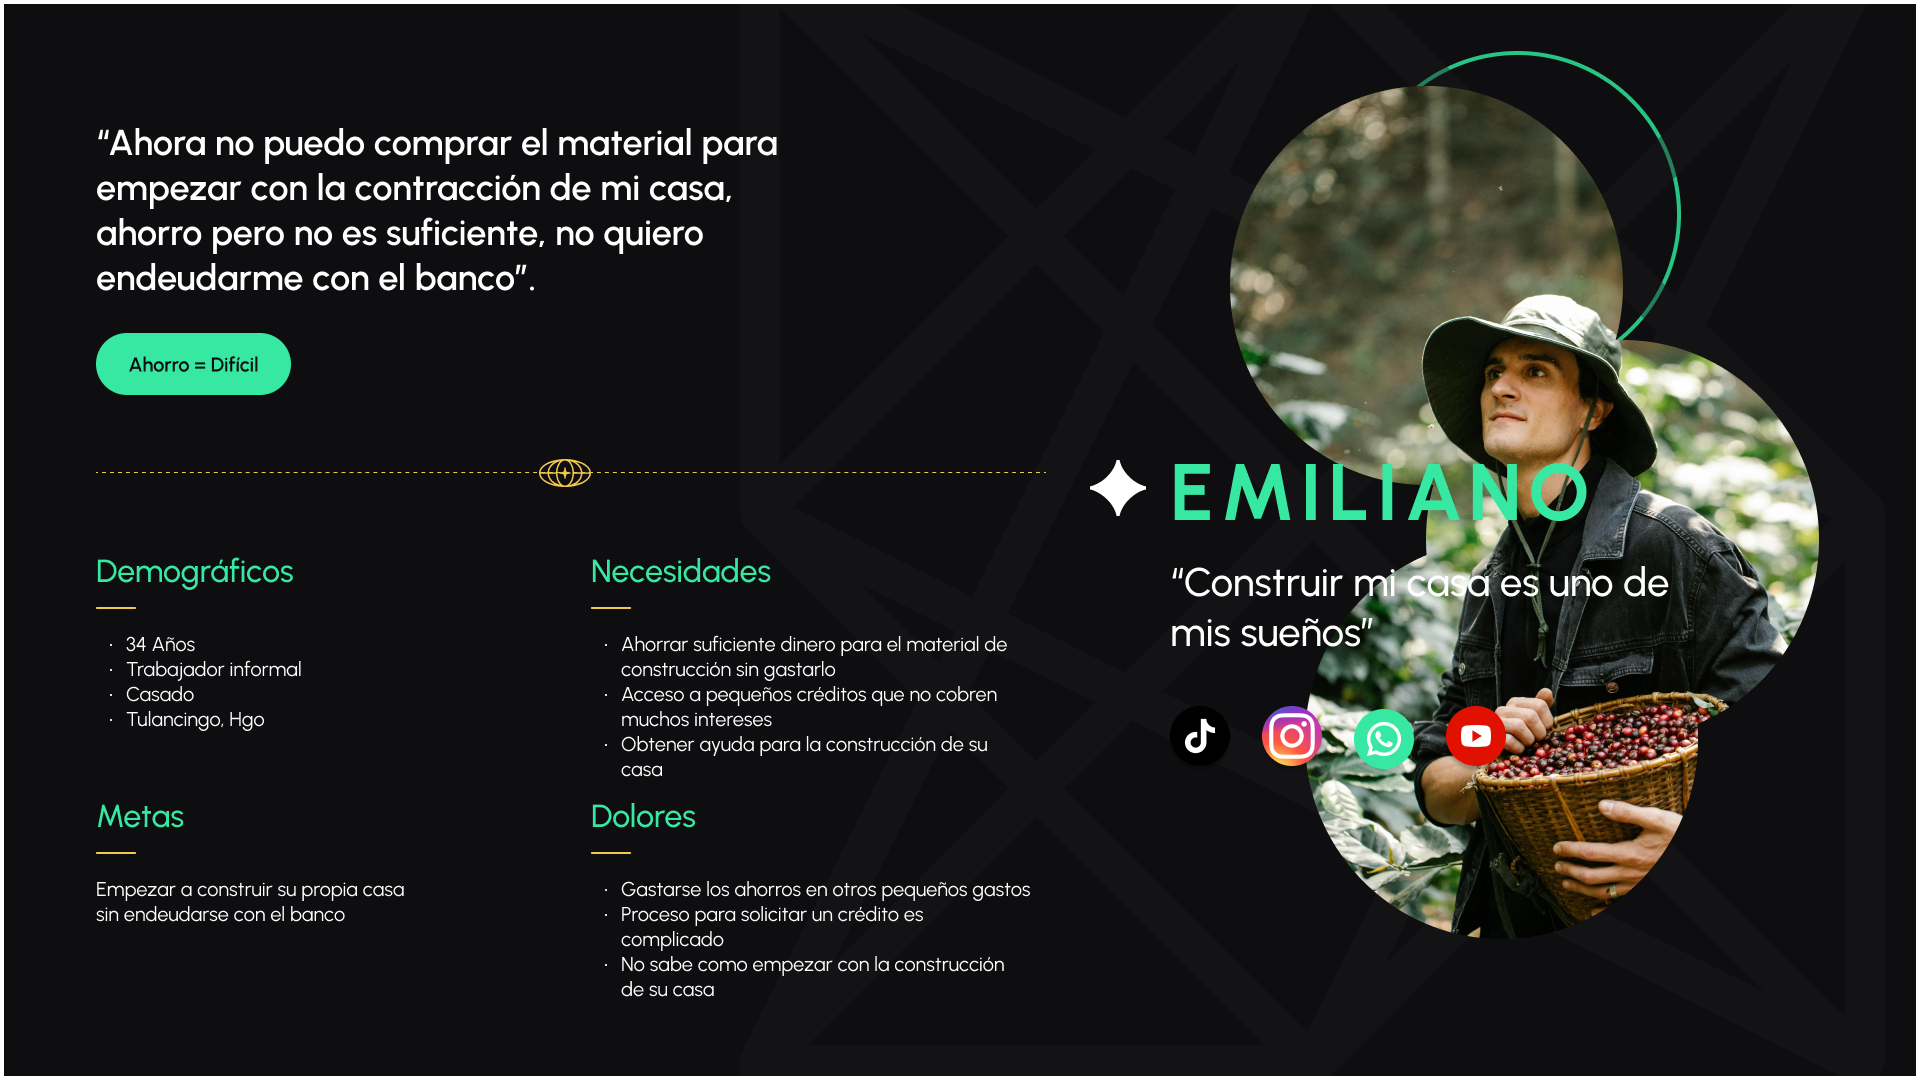 “Ahora no puedo comprar el material para
empezar con la contracción de mi casa,
ahorro pero no es suficiente, no quiero
endeudarme con el banco”.
Ahorro = Difícil
EMILIANO
“Construir mi casa es uno de
mis sueños”
Demográficos
· 34 Años
· Trabajador informal
· Casado
· Tulancingo, Hgo
Necesidades
· Ahorrar suficiente dinero para el material de
construcción sin gastarlo
· Acceso a pequeños créditos que no cobren
muchos intereses
· Obtener ayuda para la construcción de su
casa
Metas
Empezar a construir su propia casa
sin endeudarse con el banco
Dolores
· Gastarse los ahorros en otros pequeños gastos
· Proceso para solicitar un crédito es
complicado
· No sabe como empezar con la construcción
de su casa